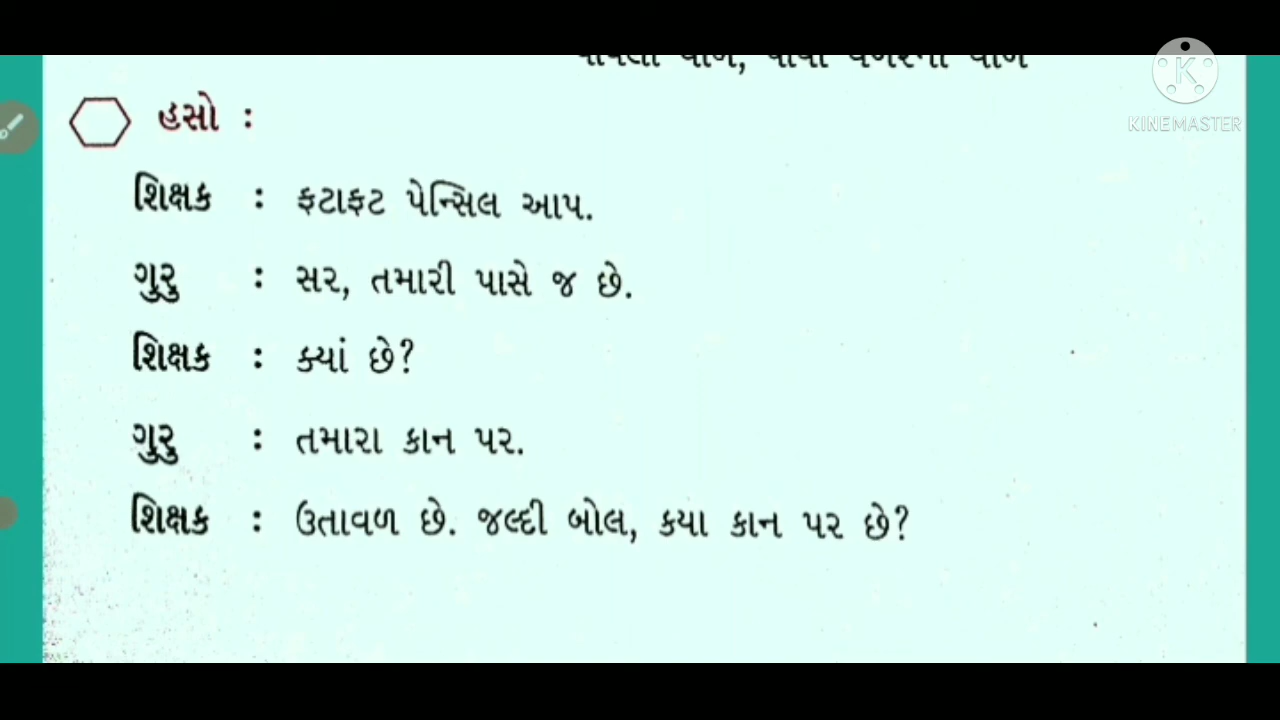 હસો :
KINEMASTER
શિક્ષક : ફટાફટ પેન્સિલ આપ.
ગુરુ : સર, તમારી પાસે જ છે.
શિક્ષક : ક્યાં છે?
ગુરુ : તમારા કાન પર.
શિક્ષક : ઉતાવળ છે. જલ્દી બોલ, કયા કાન પર છે?